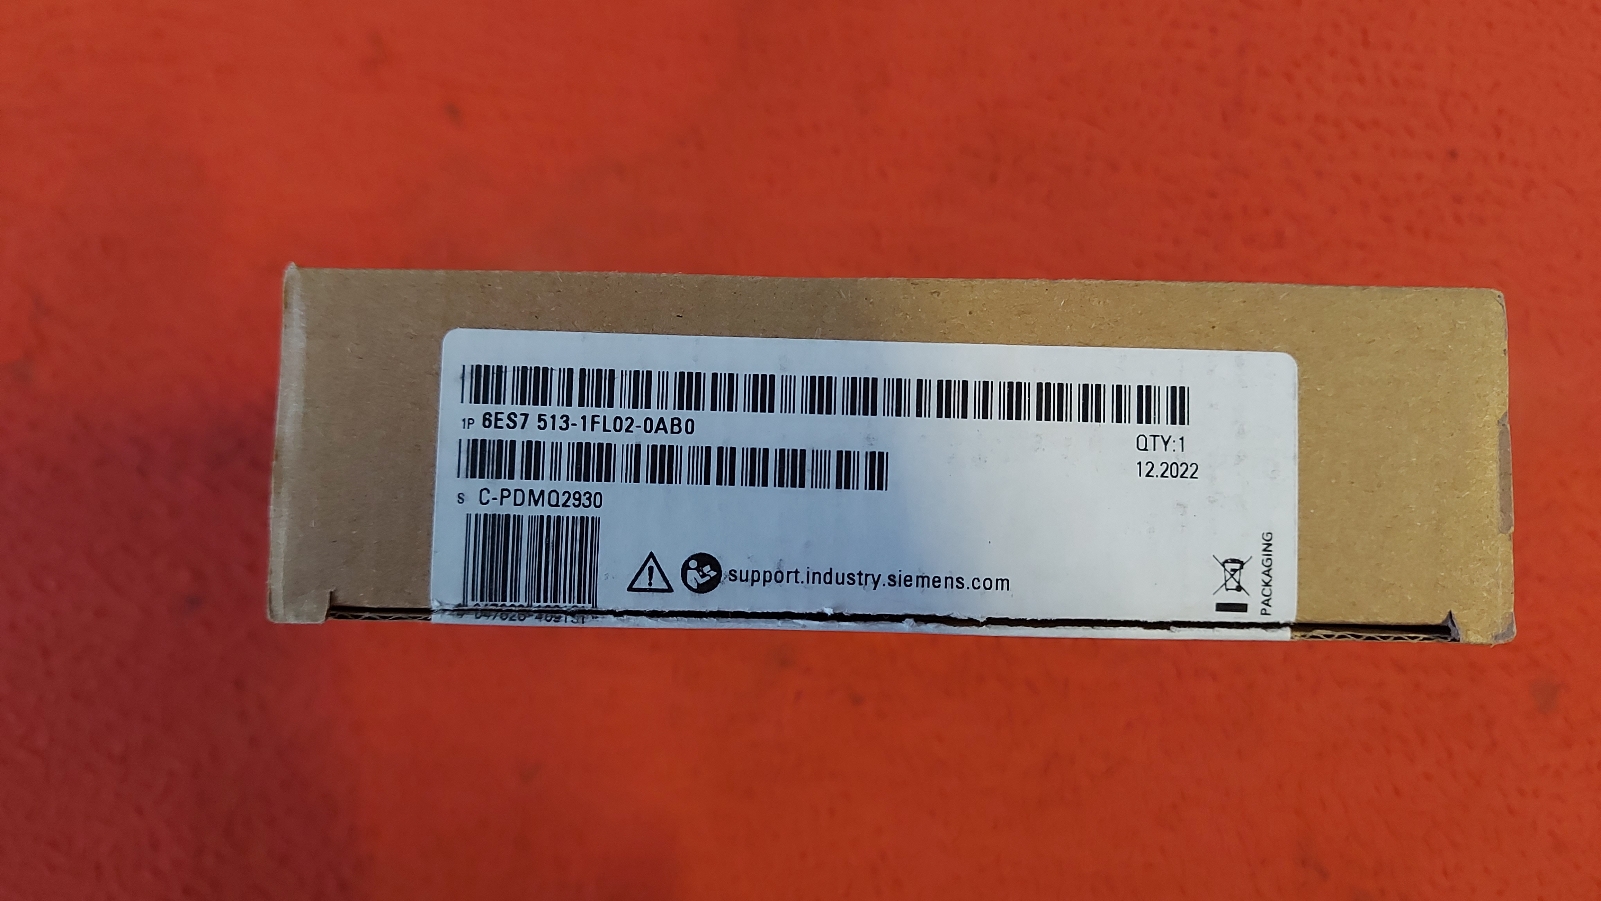 1P 6ES7 513-1FL02-0AB0
QTY:1
12.2022
S C-PDMQ2930
support.industry.siemens.com
PACKAGING